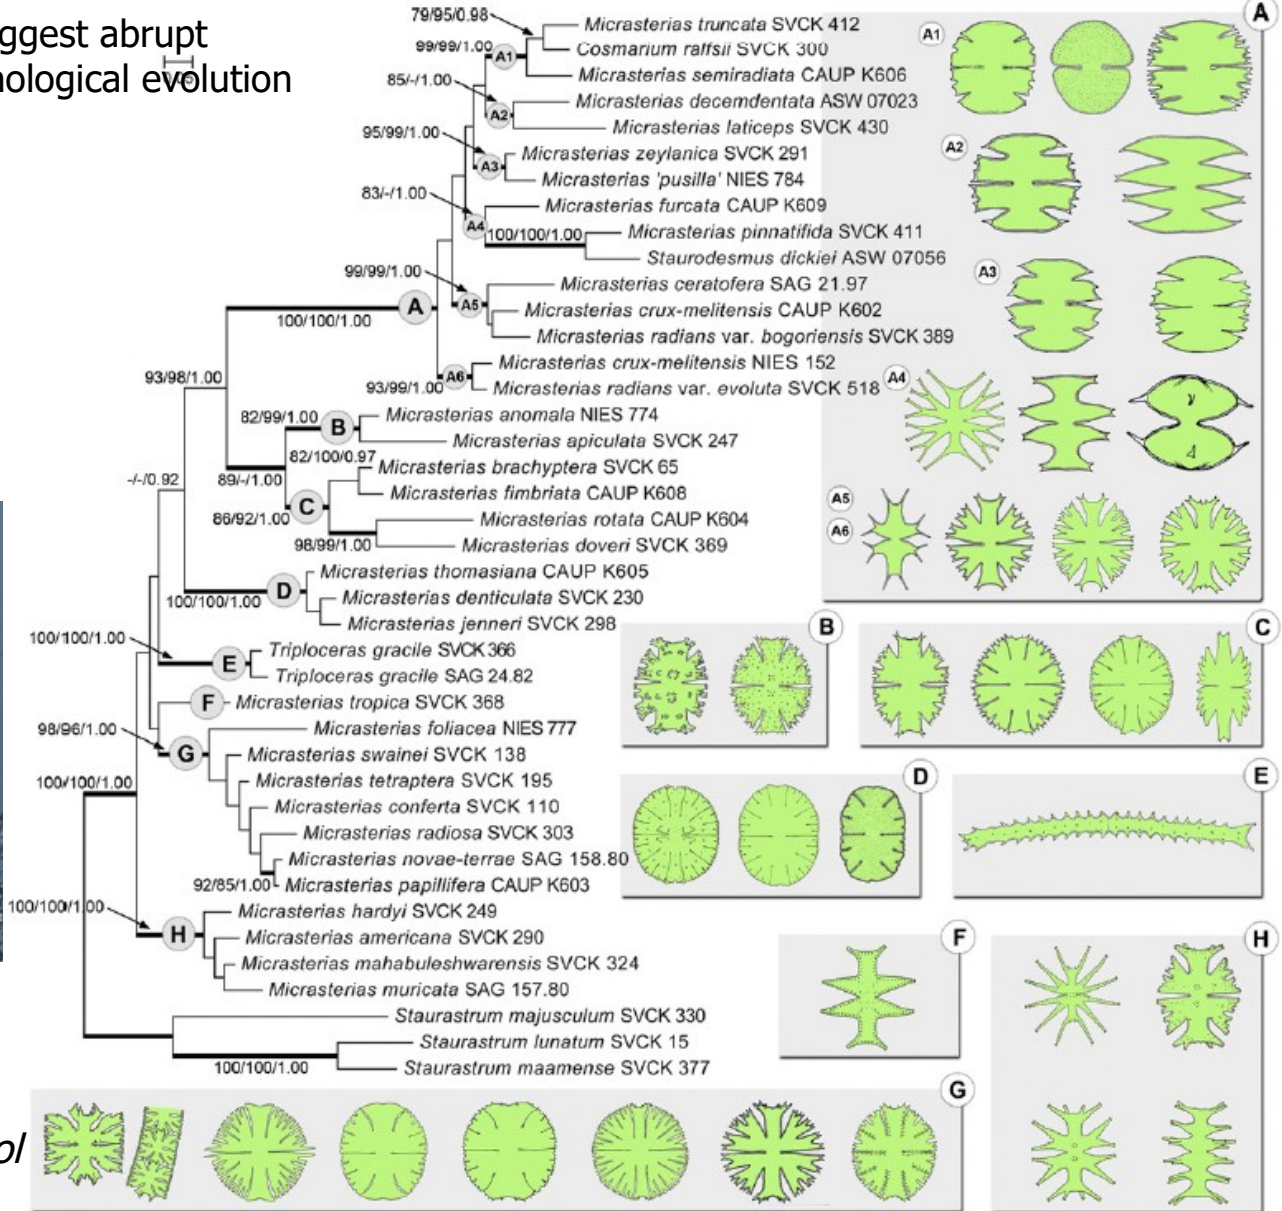 ggest abrupt
nological evolution
79/95/0.98
Micrasterias truncata SVCK 412
99/99/1.00
A1
Cosmarium ralfsii SVCK 300
Micrasterias semiradiata CAUP K606
85/-/1.00
A2
Micrasterias decemdentata ASW 07023
Micrasterias laticeps SVCK 430
95/99/1.00
A3
Micrasterias zeylanica SVCK 291
Micrasterias 'pusilla' NIES 784
83/-/1.00
A4
Micrasterias furcata CAUP K609
100/100/1.00
Micrasterias pinnatifida SVCK 411
Staurodesmus dickiei ASW 07056
99/99/1.00
A5
Micrasterias ceratofera SAG 21.97
A
100/100/1.00
Micrasterias crux-melitensis CAUP K602
Micrasterias radians var. bogoriensis SVCK 389
93/99/1.00
A6
Micrasterias crux-melitensis NIES 152
Micrasterias radians var. evoluta SVCK 518
93/98/1.00
82/99/1.00
B
Micrasterias anomala NIES 774
Micrasterias apiculata SVCK 247
82/100/0.97
89/-/1.00
Micrasterias brachyptera SVCK 65
Micrasterias fimbriata CAUP K608
-/-/0.92
86/92/1.00
C
Micrasterias rotata CAUP K604
98/99/1.00
Micrasterias doveri SVCK 369
100/100/1.00
D
Micrasterias thomasiana CAUP K605
Micrasterias denticulata SVCK 230
Micrasterias jenneri SVCK 298
100/100/1.00
E
Triploceras gracile SVCK 366
Triploceras gracile SAG 24.82
F
Micrasterias tropica SVCK 368
98/96/1.00
G
Micrasterias foliacea NIES 777
Micrasterias swainei SVCK 138
Micrasterias tetraptera SVCK 195
100/100/1.00
Micrasterias conferta SVCK 110
Micrasterias radiosa SVCK 303
Micrasterias novae-terrae SAG 158.80
92/85/1.00
Micrasterias papillifera CAUP K603
100/100/1.00
H
Micrasterias hardyi SVCK 249
Micrasterias americana SVCK 290
Micrasterias mahabuleshwarensis SVCK 324
Micrasterias muricata SAG 157.80
Staurastrum majusculum SVCK 330
Staurastrum lunatum SVCK 15
100/100/1.00
Staurastrum maamense SVCK 377
A
A1
A2
A3
A4
A5
A6
B
C
D
E
F
H
G
ol